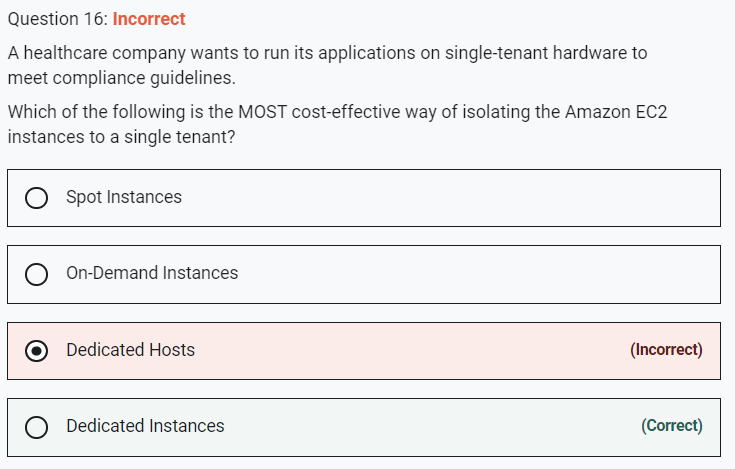 Question 16: Incorrect
A healthcare company wants to run its applications on single-tenant hardware to
meet compliance guidelines.
Which of the following is the MOST cost-effective way of isolating the Amazon EC2
instances to a single tenant?
Spot Instances
On-Demand Instances
Dedicated Hosts (Incorrect)
Dedicated Instances (Correct)